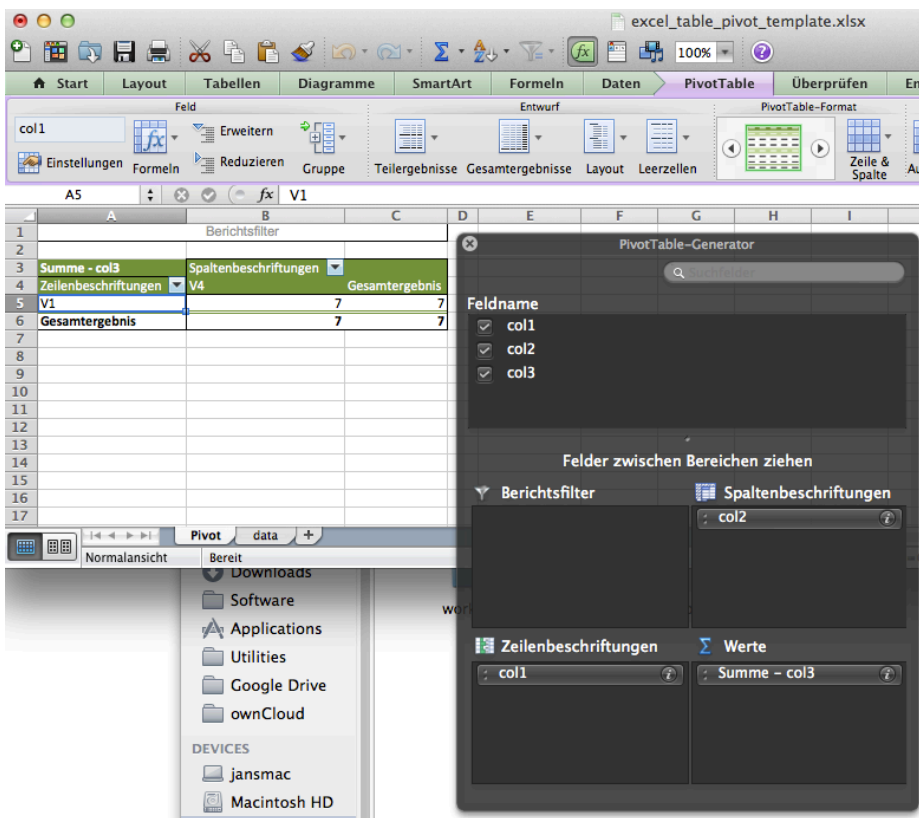 excel_table_pivot_template.xlsx
100%
Start Layout Tabellen Diagramme SmartArt Formeln Daten PivotTable Überprüfen
Feld Entwurf PivotTable-Format
col1
Erweitern
Einstellungen Formeln Reduzieren Gruppe Teilergebnisse Gesamtergebnisse Layout Leerzellen Zeile & Spalte
A5 fx V1
A B C D E F G H I
1 Berichtsfilter
2
3 Summe - col3 Spaltenbeschriftungen
4 Zeilenbeschriftungen V4 Gesamtergebnis
5 V1 7 7
6 Gesamtergebnis 7 7
7
8
9
10
11
12
13
14
15
16
17
Pivot data +
Normalansicht Bereit
PivotTable-Generator
Suchfelder
Feldname
col1
col2
col3
Felder zwischen Bereichen ziehen
Berichtsfilter Spaltenbeschriftungen
col2
Zeilenbeschriftungen Werte
col1 Summe - col3
Downloads
Software
Applications
Utilities
Google Drive
ownCloud
DEVICES
jansmac
Macintosh HD